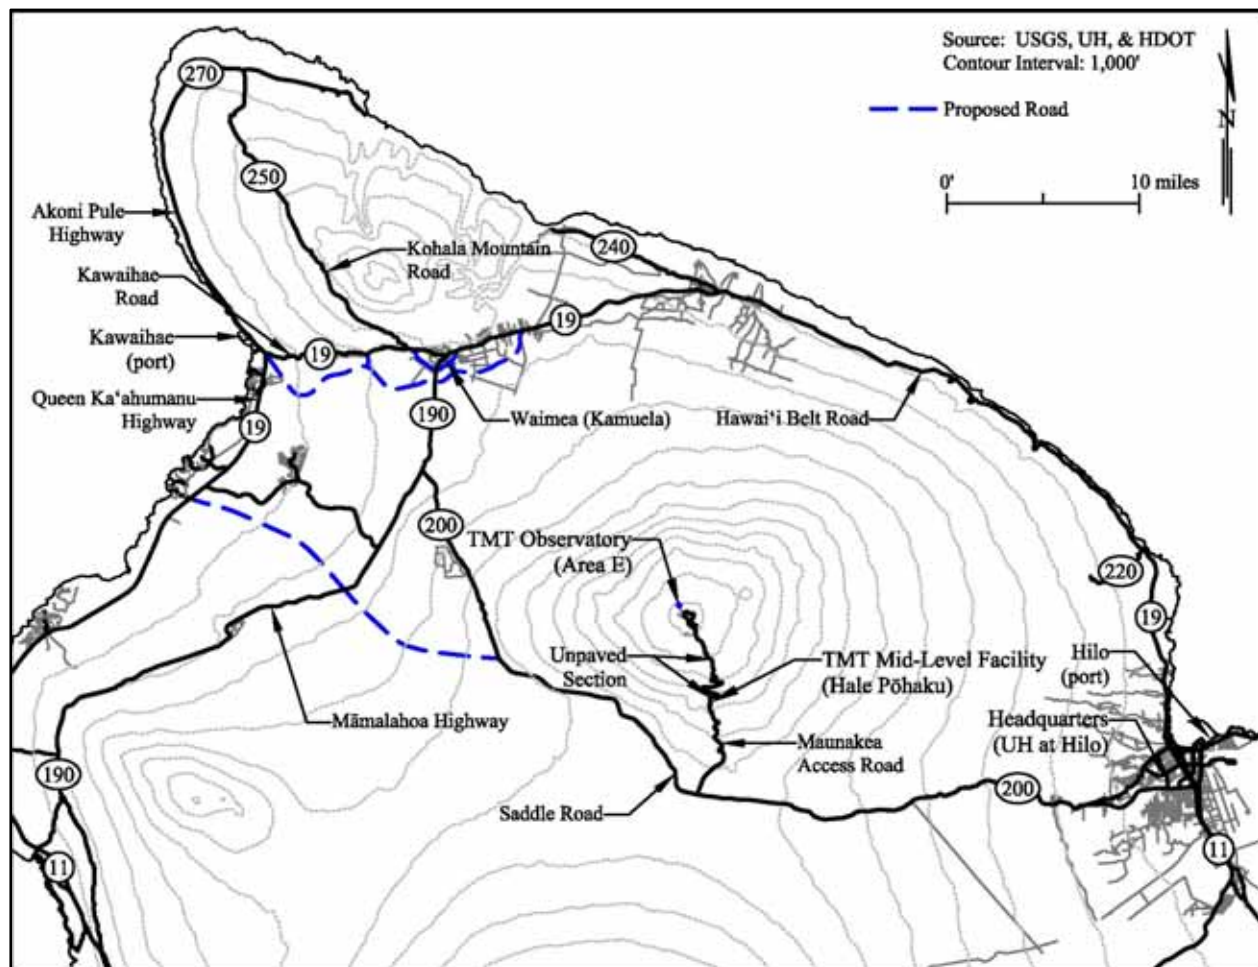 Source: USGS, UH, & HDOT
Contour Interval: 1,000'
Proposed Road
N
0'
10 miles
270
250
Akoni Pule
Highway
Kohala Mountain
Road
240
Kawaihae
Road
Kawaihae
(port)
19
19
Queen Ka‘ahumanu
Highway
19
190
Waimea (Kamuela)
Hawai‘i Belt Road
200
TMT Observatory
(Area E)
220
19
Unpaved
Section
TMT Mid-Level Facility
(Hale Pōhaku)
Hilo
(port)
Māmalahoa Highway
Headquarters
(UH at Hilo)
Maunakea
Access Road
190
200
Saddle Road
11
11